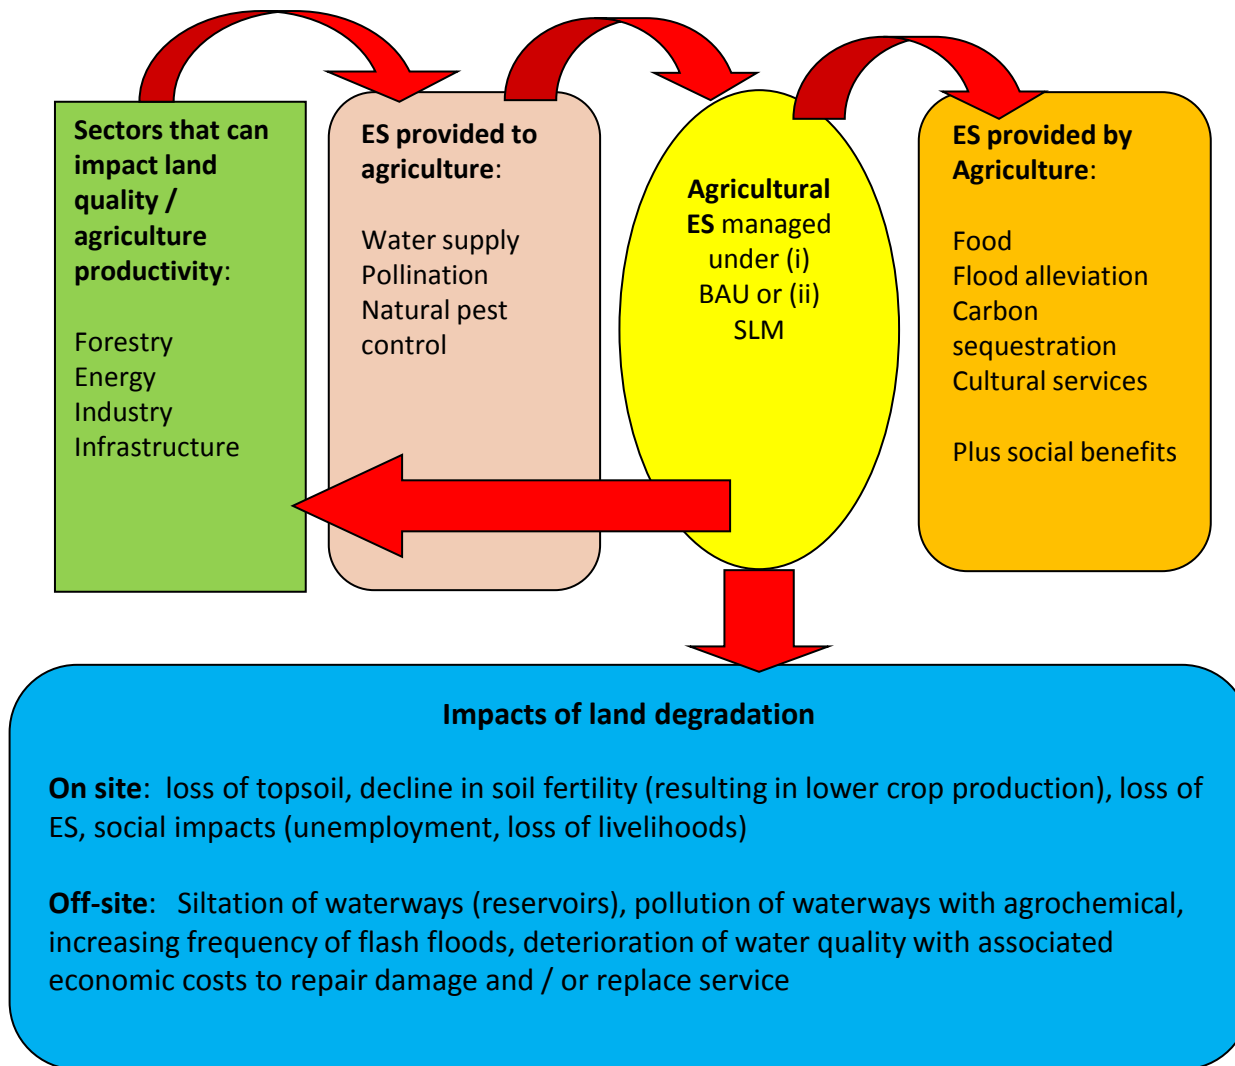 Sectors that can
impact land
quality /
agriculture
productivity:
Forestry
Energy
Industry
Infrastructure
ES provided to
agriculture:
Water supply
Pollination
Natural pest
control
Agricultural
ES managed
under (i)
BAU or (ii)
SLM
ES provided by
Agriculture:
Food
Flood alleviation
Carbon
sequestration
Cultural services
Plus social benefits
Impacts of land degradation
On site:  loss of topsoil, decline in soil fertility (resulting in lower crop production), loss of
ES, social impacts (unemployment, loss of livelihoods)
Off-site:   Siltation of waterways (reservoirs), pollution of waterways with agrochemical,
increasing frequency of flash floods, deterioration of water quality with associated
economic costs to repair damage and / or replace service